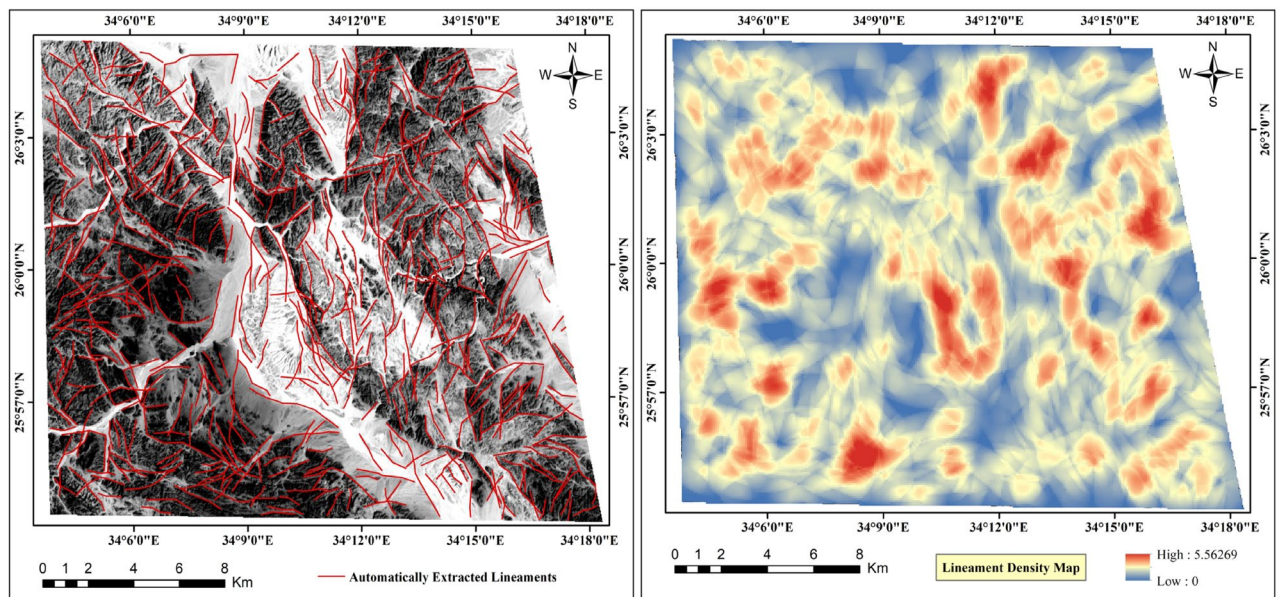 34°6'0"E 34°9'0"E 34°12'0"E 34°15'0"E 34°18'0"E
N
W E
S
26°3'0"N 26°3'0"N
26°0'0"N 26°0'0"N
25°57'0"N 25°57'0"N
34°6'0"E 34°9'0"E 34°12'0"E 34°15'0"E 34°18'0"E
0 1 2 4 6 8
Km
Automatically Extracted Lineaments
34°6'0"E 34°9'0"E 34°12'0"E 34°15'0"E 34°18'0"E
N
W E
S
26°3'0"N 26°3'0"N
26°0'0"N 26°0'0"N
25°57'0"N 25°57'0"N
34°6'0"E 34°9'0"E 34°12'0"E 34°15'0"E 34°18'0"E
0 1 2 4 6 8
Km
Lineament Density Map
High : 5.56269
Low : 0